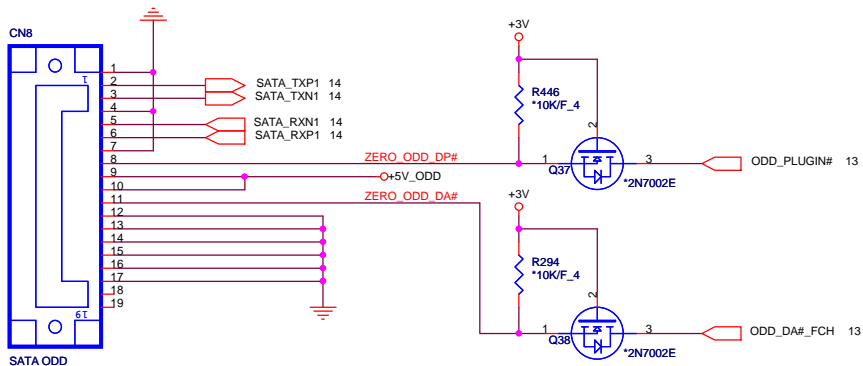 CN8
+3V
1
1
2
SATA_TXP1 14
3
SATA_TXN1 14
R446
*10K/F_4
4
5
SATA_RXN1 14
2
6
SATA_RXP1 14
7
8
ZERO_ODD_DP#
1
3
ODD_PLUGIN# 13
9
+5V_ODD
Q37
*2N7002E
10
11
ZERO_ODD_DA#
+3V
12
13
14
15
R294
*10K/F_4
16
17
18
2
19
19
1
3
ODD_DA#_FCH 13
Q38
*2N7002E
SATA ODD